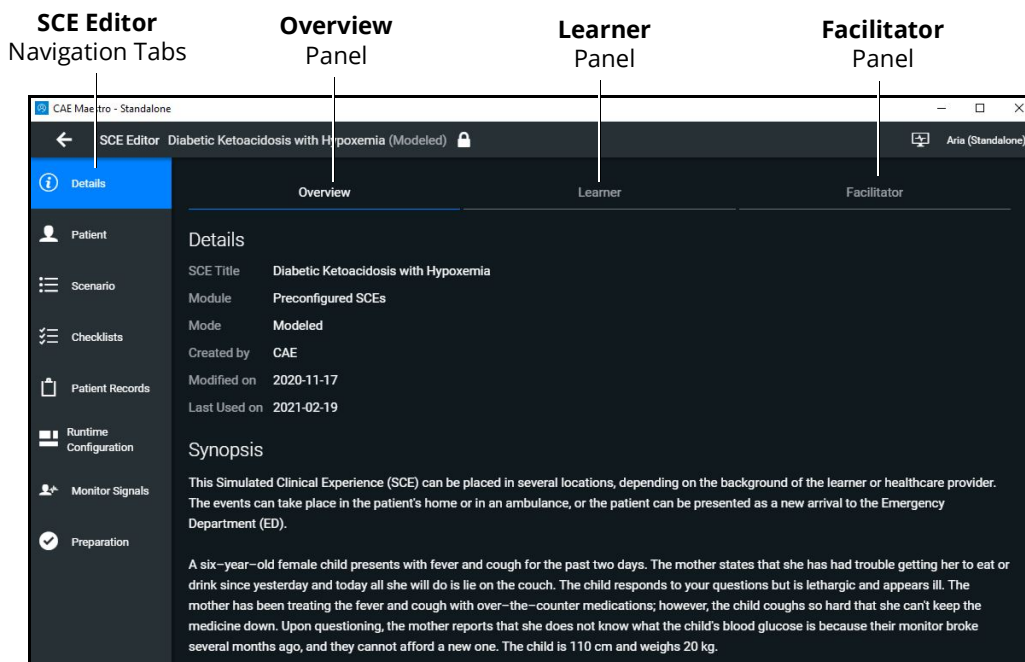 SCE Editor
Navigation Tabs
Overview
Panel
Learner
Panel
Facilitator
Panel
CAE Maestro - Standalone
SCE Editor Diabetic Ketoacidosis with Hypoxemia (Modeled)
Aria (Standalone)
Details
Patient
Scenario
Checklists
Patient Records
Runtime
Configuration
Monitor Signals
Preparation
Overview
Learner
Facilitator
Details
SCE Title Diabetic Ketoacidosis with Hypoxemia
Module Preconfigured SCEs
Mode Modeled
Created by CAE
Modified on 2020-11-17
Last Used on 2021-02-19
Synopsis
This Simulated Clinical Experience (SCE) can be placed in several locations, depending on the background of the learner or healthcare provider.
The events can take place in the patient's home or in an ambulance, or the patient can be presented as a new arrival to the Emergency
Department (ED).
A six–year–old female child presents with fever and cough for the past two days. The mother states that she has had trouble getting her to eat or
drink since yesterday and today all she will do is lie on the couch. The child responds to your questions but is lethargic and appears ill. The
mother has been treating the fever and cough with over–the–counter medications; however, the child coughs so hard that she can't keep the
medicine down. Upon questioning, the mother reports that she does not know what the child's blood glucose is because their monitor broke
several months ago, and they cannot afford a new one. The child is 110 cm and weighs 20 kg.